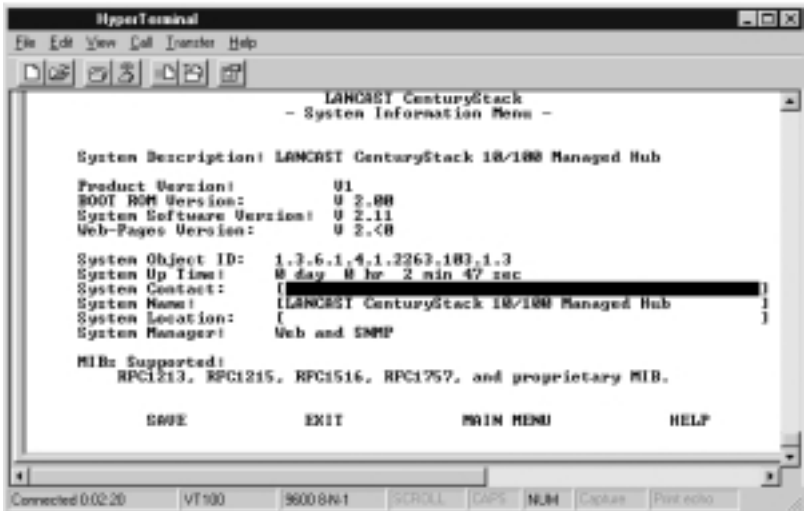 HyperTerminal
File Edit View Call Transfer Help
LANCAST CenturyStack
- System Information Menu -
System Description: LANCAST CenturyStack 10/100 Managed Hub
Product Version: V1
BOOT ROM Version: V 2.00
System Software Version: V 2.11
Web-Pages Version: V 2.<0
System Object ID: 1.3.6.1.4.1.2263.103.1.3
System Up Time: 0 day 0 hr 2 min 47 sec
System Contact: [ ]
System Name: [LANCAST CenturyStack 10/100 Managed Hub ]
System Location: [ ]
System Manager: Web and SNMP
MIBs Supported:
RFC1213, RFC1215, RFC1516, RFC1757, and proprietary MIB.
SAVE EXIT MAIN MENU HELP
Connected 0:02:20 VT100 9600 8-N-1 SCROLL CAPS NUM Capture Print echo